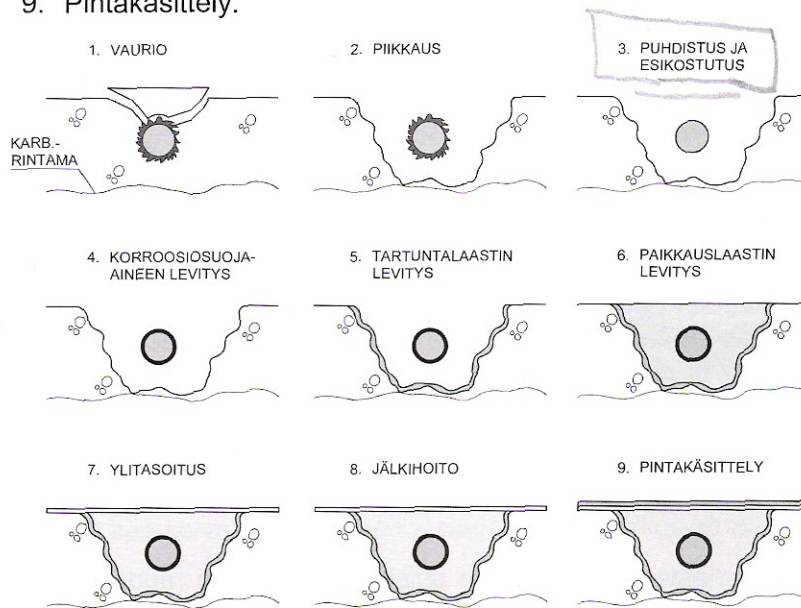 9. Pintakäsittely.
1. VAURIO
2. PIIKKAUS
3. PUHDISTUS JA
ESIKOSTUTUS
KARB.-
RINTAMA
4. KORROOSIOSUOJA-
AINEEN LEVITYS
5. TARTUNTALAASTIN
LEVITYS
6. PAIKKAUSLAASTIN
LEVITYS
7. YLITASOITUS
8. JÄLKIHOITO
9. PINTAKÄSITTELY